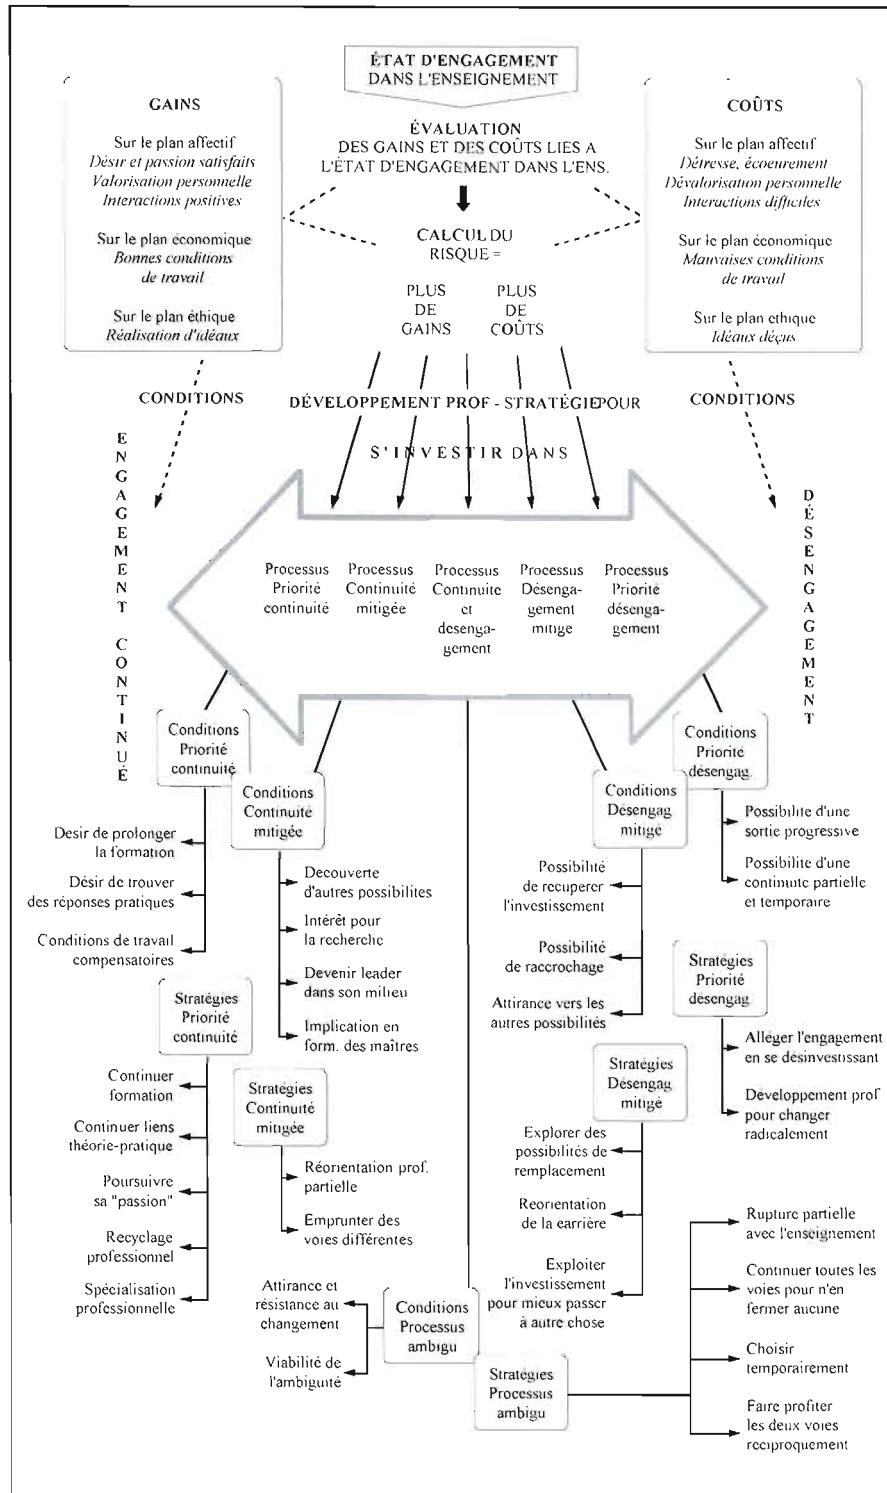 ÉTAT D'ENGAGEMENT
DANS L'ENSEIGNEMENT
GAINS
Sur le plan affectif
Désir et passion satisfaits
Valorisation personnelle
Interactions positives
Sur le plan économique
Bonnes conditions
de travail
Sur le plan éthique
Réalisation d'idéaux
ÉVALUATION
DES GAINS ET DES COÛTS LIES A
L'ÉTAT D'ENGAGEMENT DANS L'ENS.
CALCUL DU
RISQUE =
PLUS
DE
GAINS
PLUS
DE
COÛTS
COÛTS
Sur le plan affectif
Détresse, écoeurement
Dévalorisation personnelle
Interactions difficiles
Sur le plan économique
Mauvaises conditions
de travail
Sur le plan ethique
Idéaux déçus
CONDITIONS
DÉVELOPPEMENT PROF - STRATÉGIE POUR
CONDITIONS
S'INVESTIR DANS
ENGAGEMENT CONTINUÉ
DÉSENGAGEMENT
Processus
Priorité
continuité
Processus
Continuité
mitigée
Processus
Continuite
et
desenga-
gement
Processus
Désenga-
gement
mitige
Processus
Priorité
désenga-
gement
Conditions
Priorité
continuité
Desir de prolonger
la formation
Désir de trouver
des réponses pratiques
Conditions de travail
compensatoires
Stratégies
Priorité
continuité
Continuer
formation
Continuer liens
théorie-pratique
Poursuivre
sa "passion"
Recyclage
professionnel
Spécialisation
professionnelle
Conditions
Continuité
mitigée
Decouverte
d'autres possibilites
Intérêt pour
la recherche
Devenir leader
dans son milieu
Implication en
form. des maîtres
Stratégies
Continuité
mitigée
Réorientation prof.
partielle
Emprunter des
voies différentes
Conditions
Processus
ambigu
Attirance et
résistance au
changement
Viabilité de
l'ambiguité
Stratégies
Processus
ambigu
Rupture partielle
avec l'enseignement
Continuer toutes les
voies pour n'en
fermer aucune
Choisir
temporairement
Faire profiter
les deux voies
reciproquement
Conditions
Désengag
mitigé
Possibilité
de recuperer
l'investissement
Possibilité
de raccrochage
Attirance vers les
autres possibilités
Stratégies
Désengag
mitigé
Explorer des
possibilités de
remplacement
Reorientation
de la carrière
Exploiter
l'investissement
pour mieux passer
à autre chose
Conditions
Priorité
désengag.
Possibilite d'une
sortie progressive
Possibilite d'une
continuite partielle
et temporaire
Stratégies
Priorité
désengag
Alléger l'engagement
en se désinvestissant
Développement prof
pour changer
radicalement